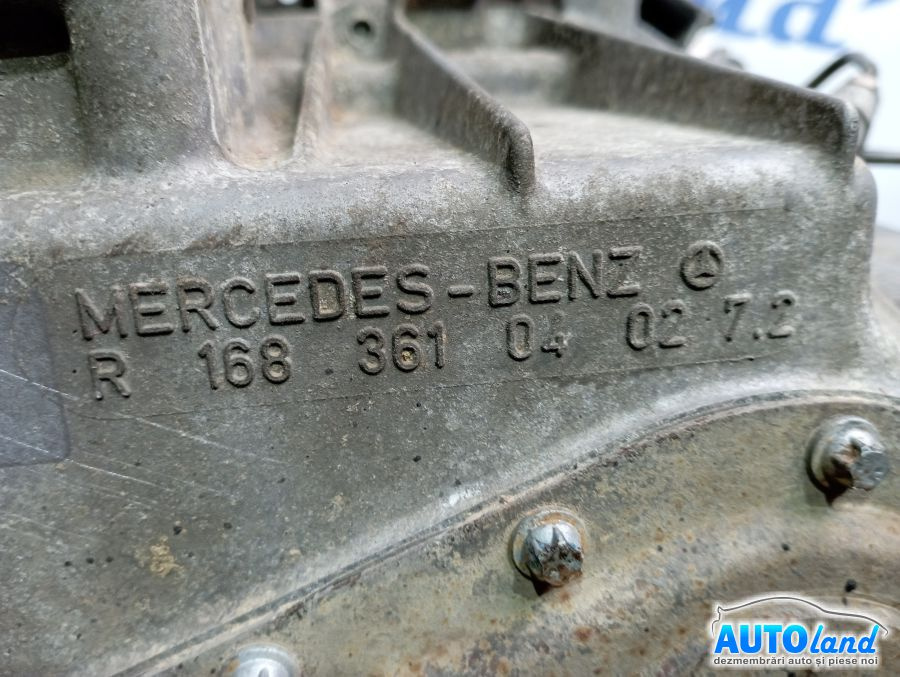 MERCEDES-BENZ
R 168 361 04 02 7.2
AUTOland
dezmembrări auto și piese noi